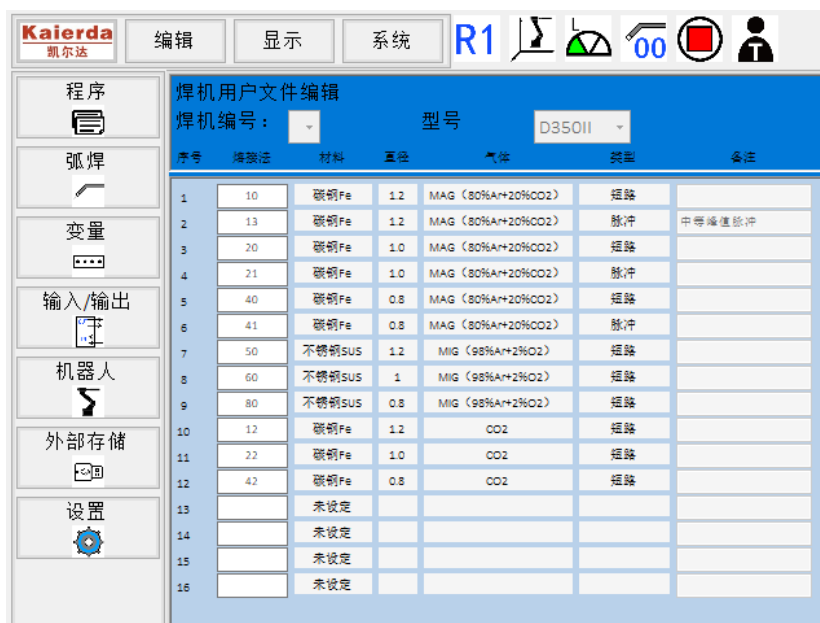 Kaierda
凯尔达
编辑
显示
系统
R1
00
T
程序
弧焊
变量
输入/输出
机器人
外部存储
设置
焊机用户文件编辑
焊机编号： 型号 D350II
序号 熔接法 材料 直径 气体 类型 备注
1 10 碳钢Fe 1.2 MAG（80%Ar+20%CO2） 短路
2 13 碳钢Fe 1.2 MAG（80%Ar+20%CO2） 脉冲 中等峰值脉冲
3 20 碳钢Fe 1.0 MAG（80%Ar+20%CO2） 短路
4 21 碳钢Fe 1.0 MAG（80%Ar+20%CO2） 脉冲
5 40 碳钢Fe 0.8 MAG（80%Ar+20%CO2） 短路
6 41 碳钢Fe 0.8 MAG（80%Ar+20%CO2） 脉冲
7 50 不锈钢SUS 1.2 MIG（98%Ar+2%O2） 短路
8 60 不锈钢SUS 1 MIG（98%Ar+2%O2） 短路
9 80 不锈钢SUS 0.8 MIG（98%Ar+2%O2） 短路
10 12 碳钢Fe 1.2 CO2 短路
11 22 碳钢Fe 1.0 CO2 短路
12 42 碳钢Fe 0.8 CO2 短路
13 未设定
14 未设定
15 未设定
16 未设定